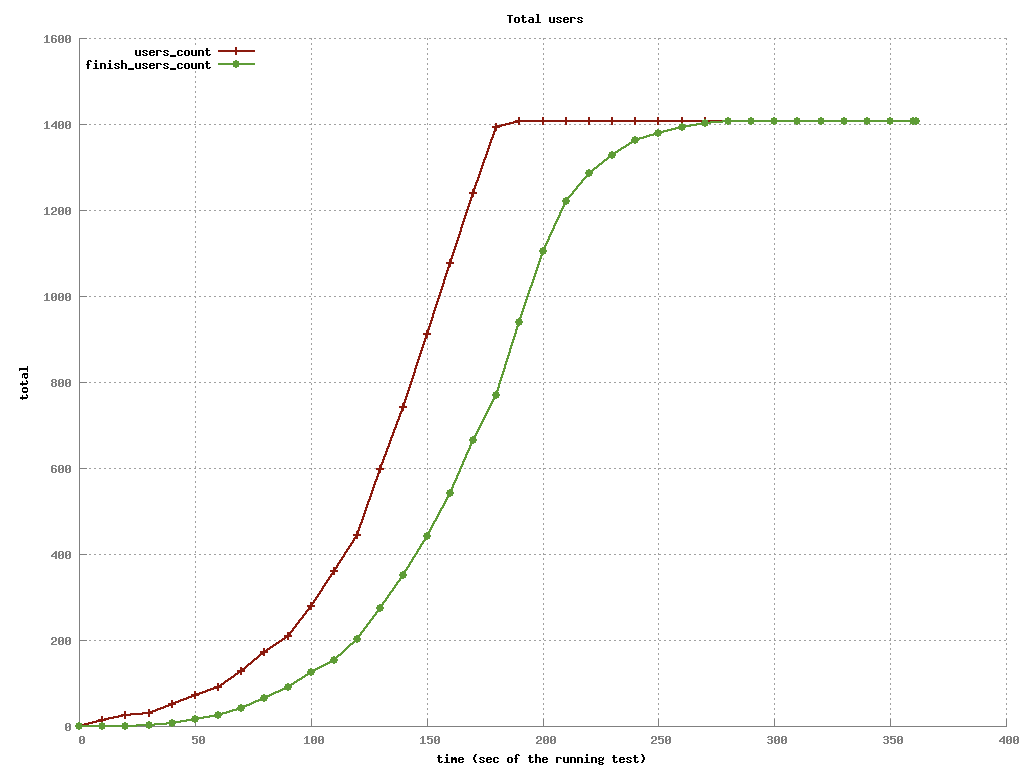 Total users
users_count
finish_users_count
1600
1400
1200
1000
800
600
400
200
0
total
0 50 100 150 200 250 300 350 400
time (sec of the running test)